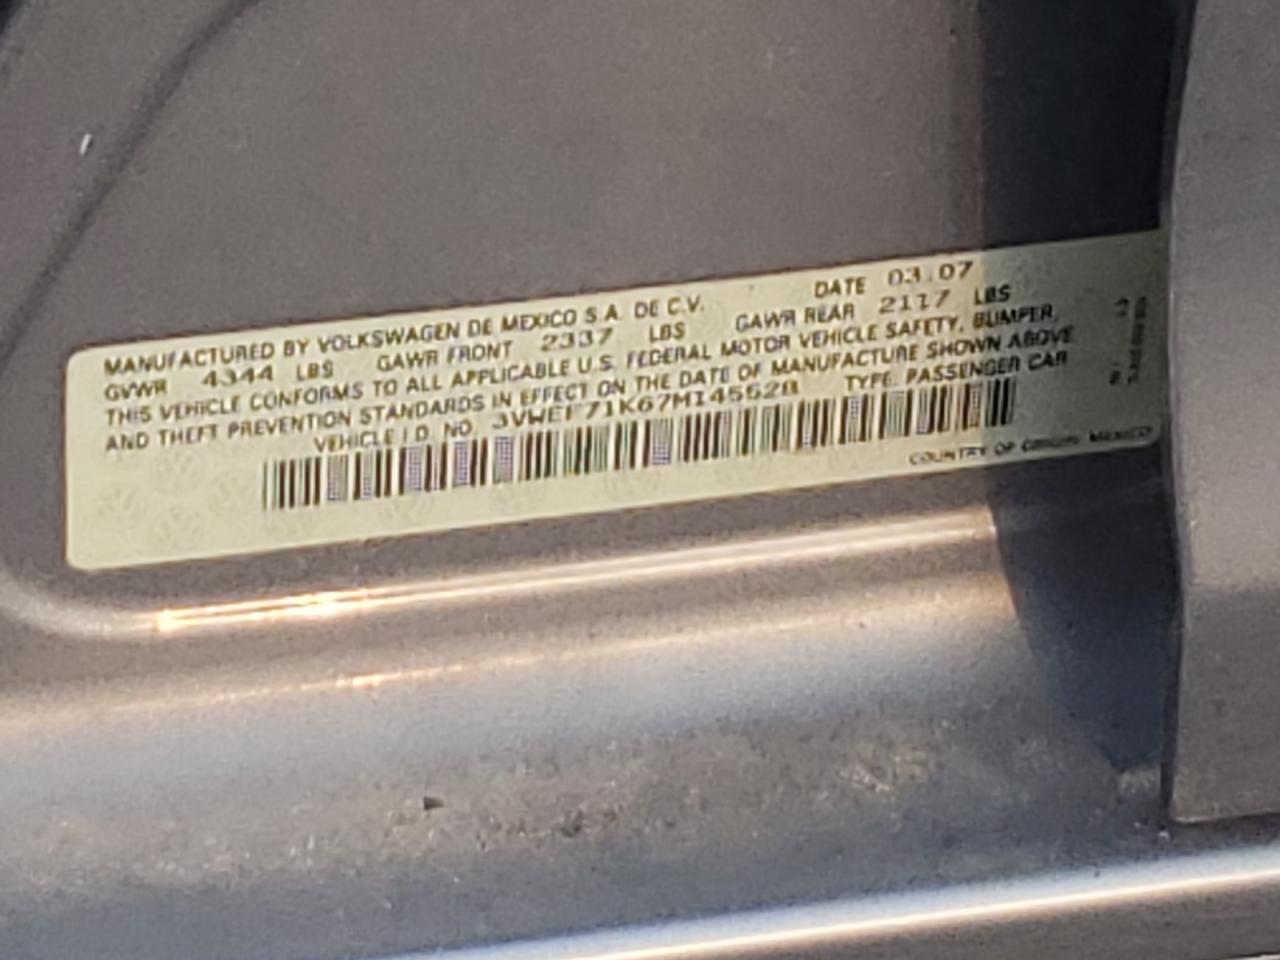 MANUFACTURED BY VOLKSWAGEN DE MEXICO S.A. DE C.V. DATE 03.07
GVWR 4344 LBS GAWR FRONT 2337 LBS GAWR REAR 2117 LBS
THIS VEHICLE CONFORMS TO ALL APPLICABLE U.S. FEDERAL MOTOR VEHICLE SAFETY, BUMPER,
AND THEFT PREVENTION STANDARDS IN EFFECT ON THE DATE OF MANUFACTURE SHOWN ABOVE
VEHICLE I.D. NO. TYPE: PASSENGER CAR
COUNTRY OF ORIGIN: MEXICO